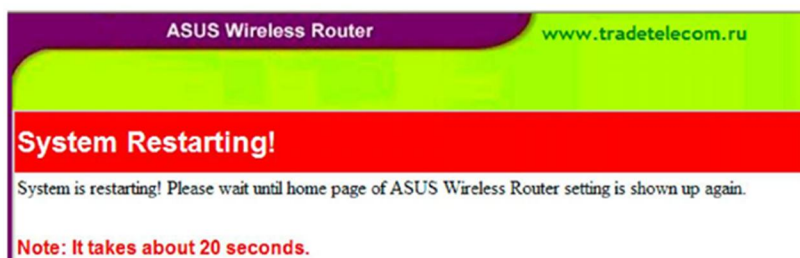 ASUS Wireless Router
www.tradetelecom.ru
System Restarting!
System is restarting! Please wait until home page of ASUS Wireless Router setting is shown up again.
Note: It takes about 20 seconds.